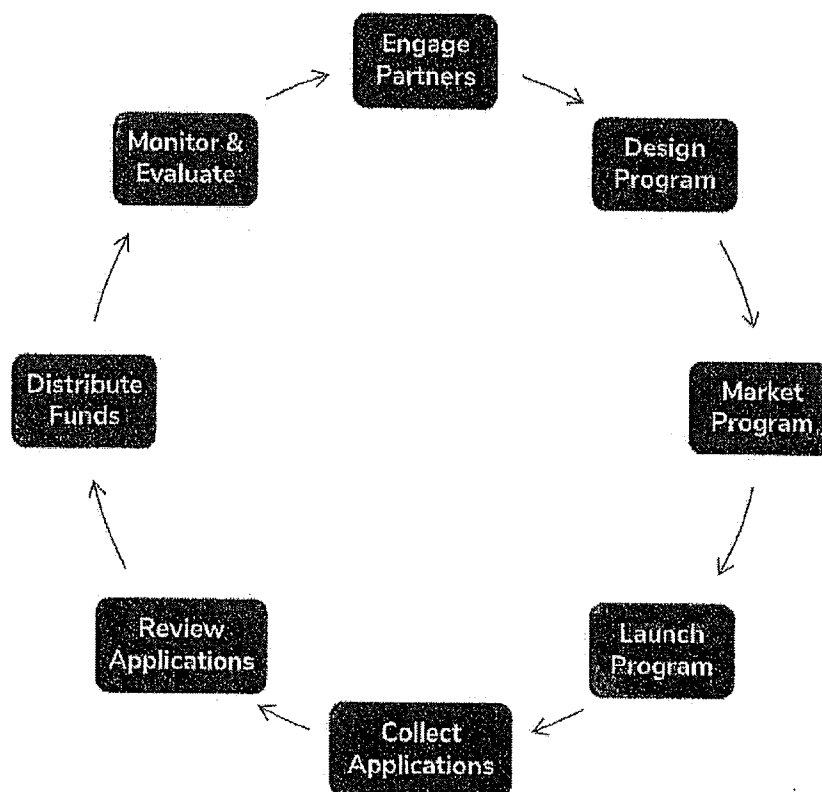 Engage
Partners
Design
Program
Market
Program
Launch
Program
Collect
Applications
Review
Applications
Distribute
Funds
Monitor &
Evaluate